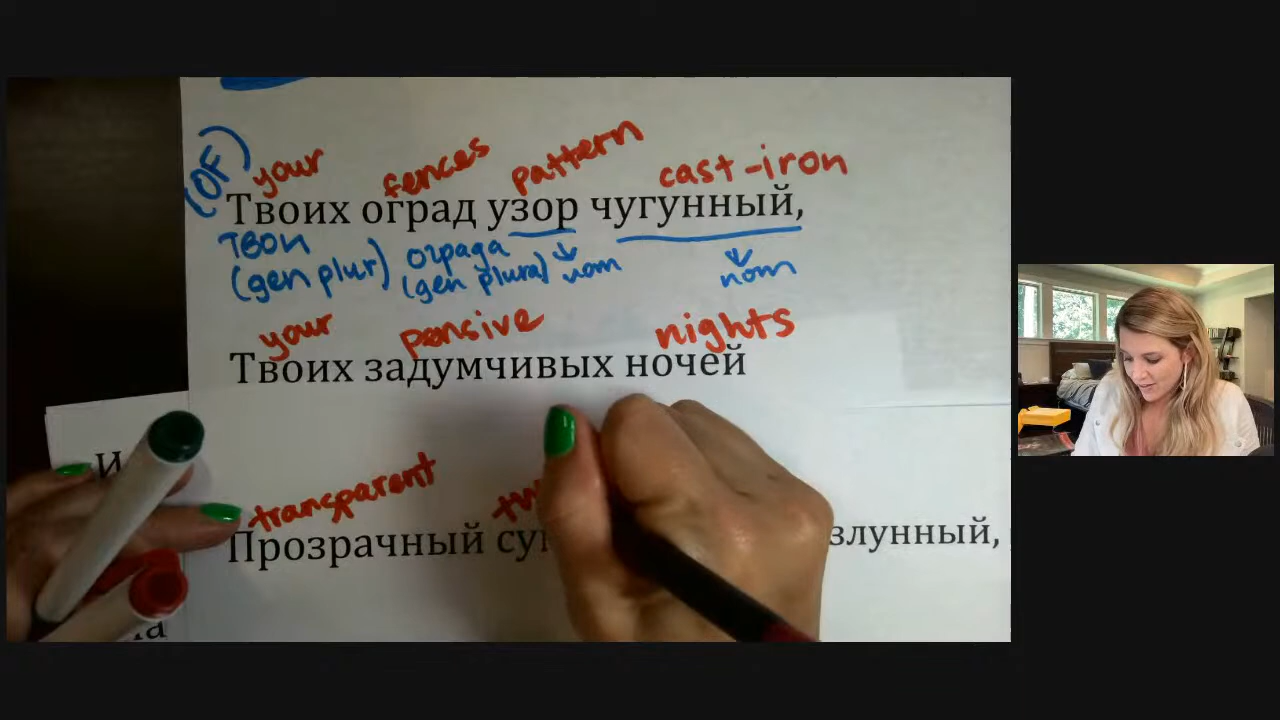 (OF) your fences pattern cast-iron
Твоих оград узор чугунный,
твои ограда nom nom
(gen plur) (gen plura)
your pensive nights
Твоих задумчивых ночей
И
transparent
Прозрачный злунный,